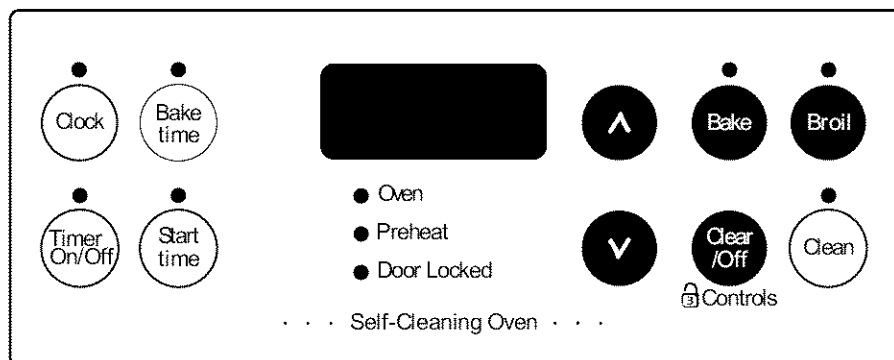 Clock
Bake
time
Bake
Broil
Oven
Preheat
Door Locked
Timer
On/Off
Start
time
Clear
/Off
Clean
3 Controls
· · · Self-Cleaning Oven · · ·